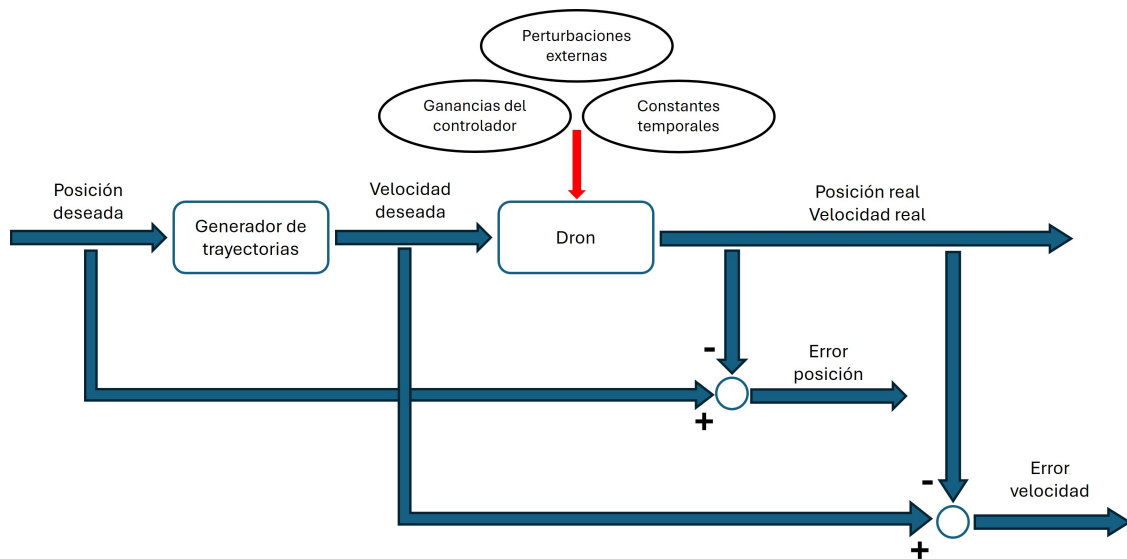 Perturbaciones
externas
Ganancias del
controlador
Constantes
temporales
Posición
deseada
Generador de
trayectorias
Velocidad
deseada
Dron
Posición real
Velocidad real
-
+
Error
posición
-
+
Error
velocidad